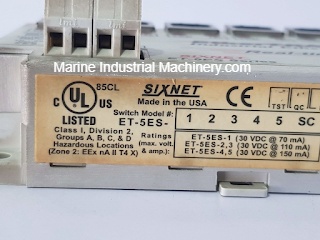 Marine Industrial Machinery.com
85CL
C UL US
LISTED
SIXNET
Made in the USA
CE
TST QC
Switch Model #:
ET-5ES-
1 2 3 4 5 SC
Class I, Division 2,
Groups A, B, C, & D
Hazardous Locations
(Zone 2: EEx nA II T4 X)
Ratings
(max. volt.
& amp.)
ET-5ES-1 (30 VDC @ 70 mA)
ET-5ES-2,3 (30 VDC @ 110 mA)
ET-5ES-4,5 (30 VDC @ 150 mA)